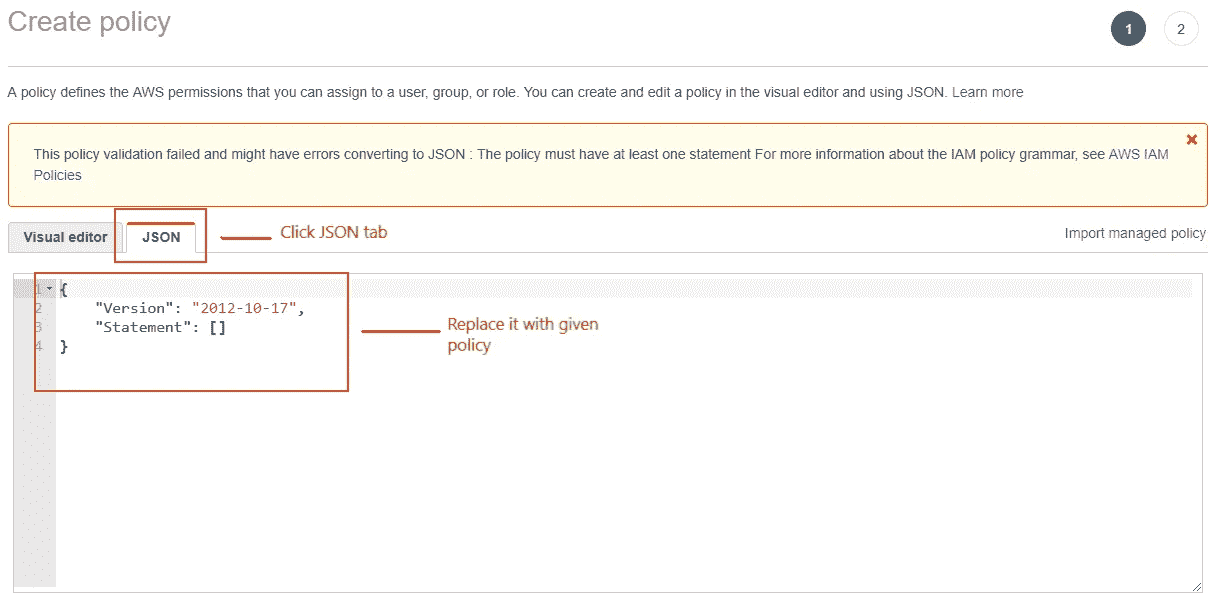 Create policy
1
2
A policy defines the AWS permissions that you can assign to a user, group, or role. You can create and edit a policy in the visual editor and using JSON. Learn more
This policy validation failed and might have errors converting to JSON : The policy must have at least one statement For more information about the IAM policy grammar, see AWS IAM
Policies
Visual editor
JSON
Click JSON tab
Import managed policy
1 {
2     "Version": "2012-10-17",
3     "Statement": []
4 }
Replace it with given
policy